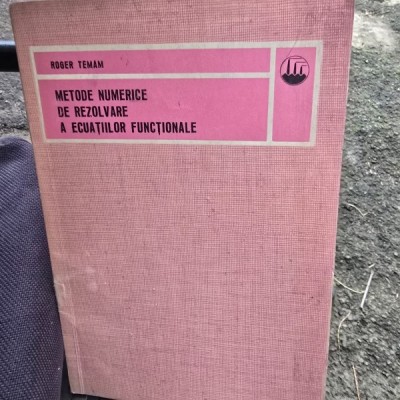 ROGER TEMAM
METODE NUMERICE
DE REZOLVARE
A ECUAȚIILOR FUNCȚIONALE